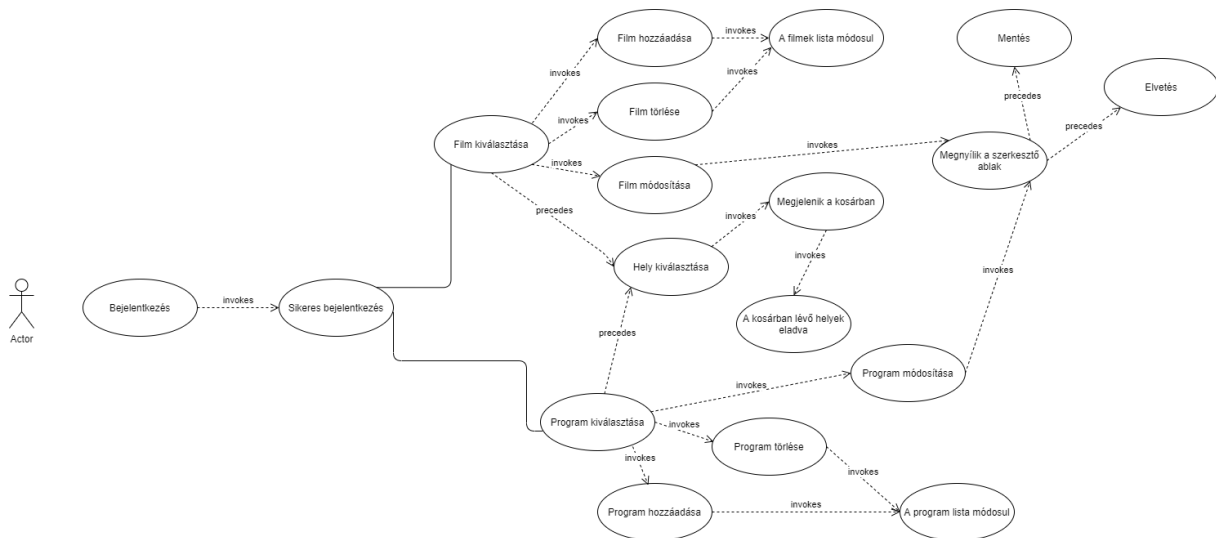 Film hozzáadása
invokes
A filmek lista módosul
Mentés
invokes
invokes
Elvetés
precedes
Film törlése
invokes
precedes
Film kiválasztása
invokes
Megnyílik a szerkesztő
ablak
invokes
Film módosítása
Megjelenik a kosárban
precedes
invokes
Hely kiválasztása
invokes
invokes
Bejelentkezés
invokes
Sikeres bejelentkezés
A kosárban lévő helyek
eladva
Actor
precedes
Program módosítása
invokes
Program kiválasztása
invokes
Program törlése
invokes
invokes
Program hozzáadása
invokes
A program lista módosul